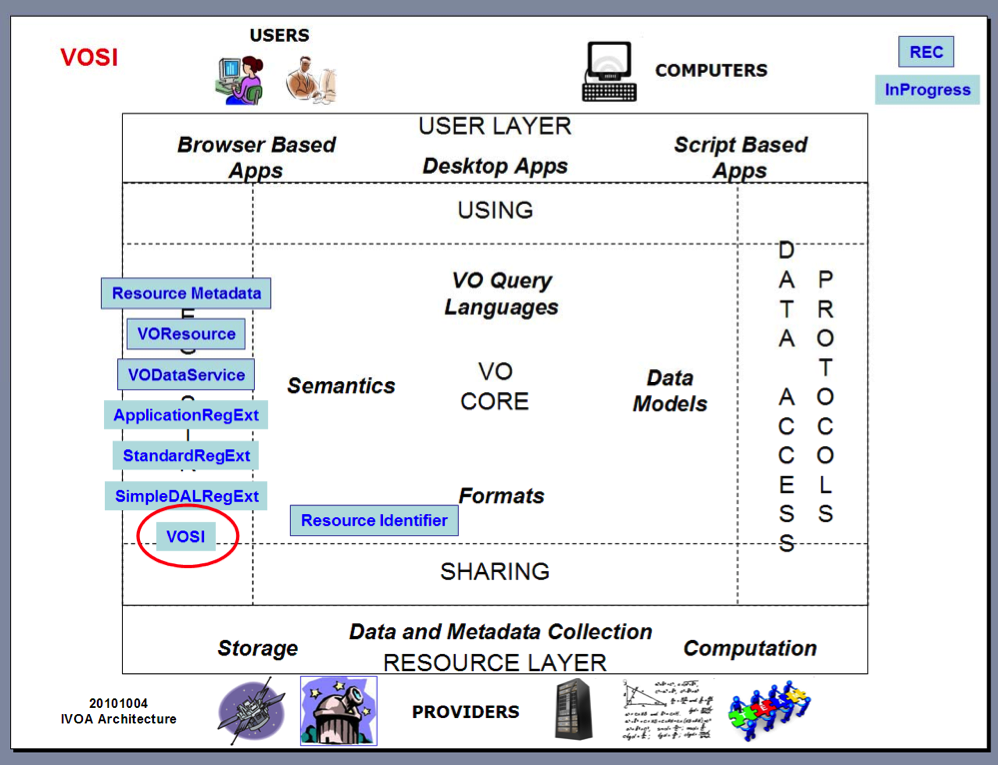 VOSI
USERS
COMPUTERS
REC
InProgress
USER LAYER
Browser Based
Apps
Desktop Apps
Script Based
Apps
USING
Resource Metadata
VOResource
VODataService
ApplicationRegExt
StandardRegExt
SimpleDALRegExt
VOSI
VO Query
Languages
Semantics
VO
CORE
Data
Models
Formats
Resource Identifier
DATA ACCESS
PROTOCOLS
SHARING
Storage
Data and Metadata Collection
Computation
RESOURCE LAYER
20101004
IVOA Architecture
PROVIDERS